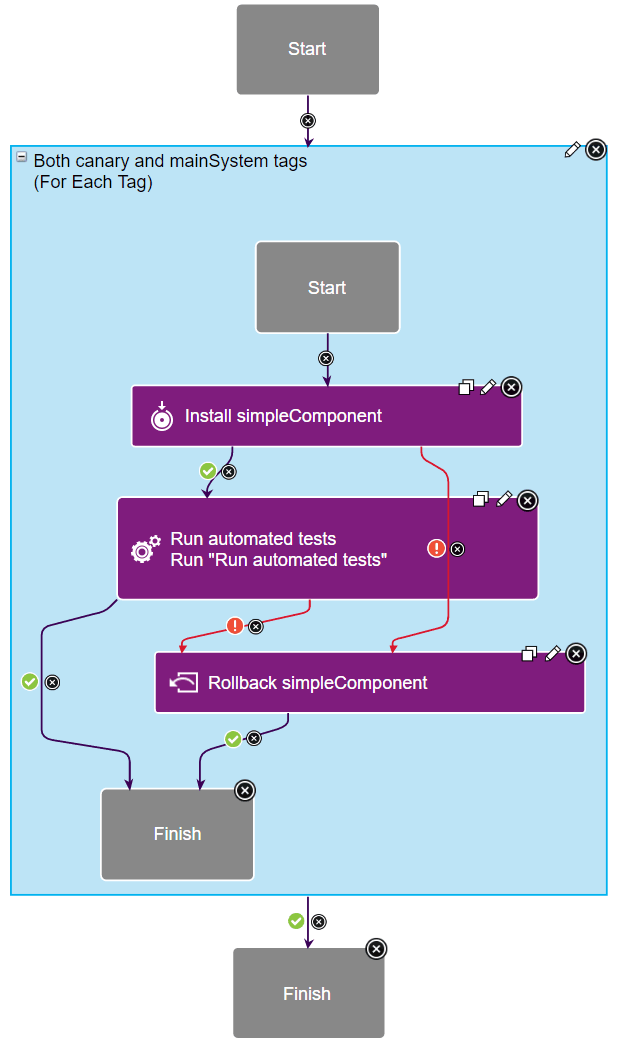 Start
Both canary and mainSystem tags
(For Each Tag)
Start
Install simpleComponent
Run automated tests
Run "Run automated tests"
Rollback simpleComponent
Finish
Finish